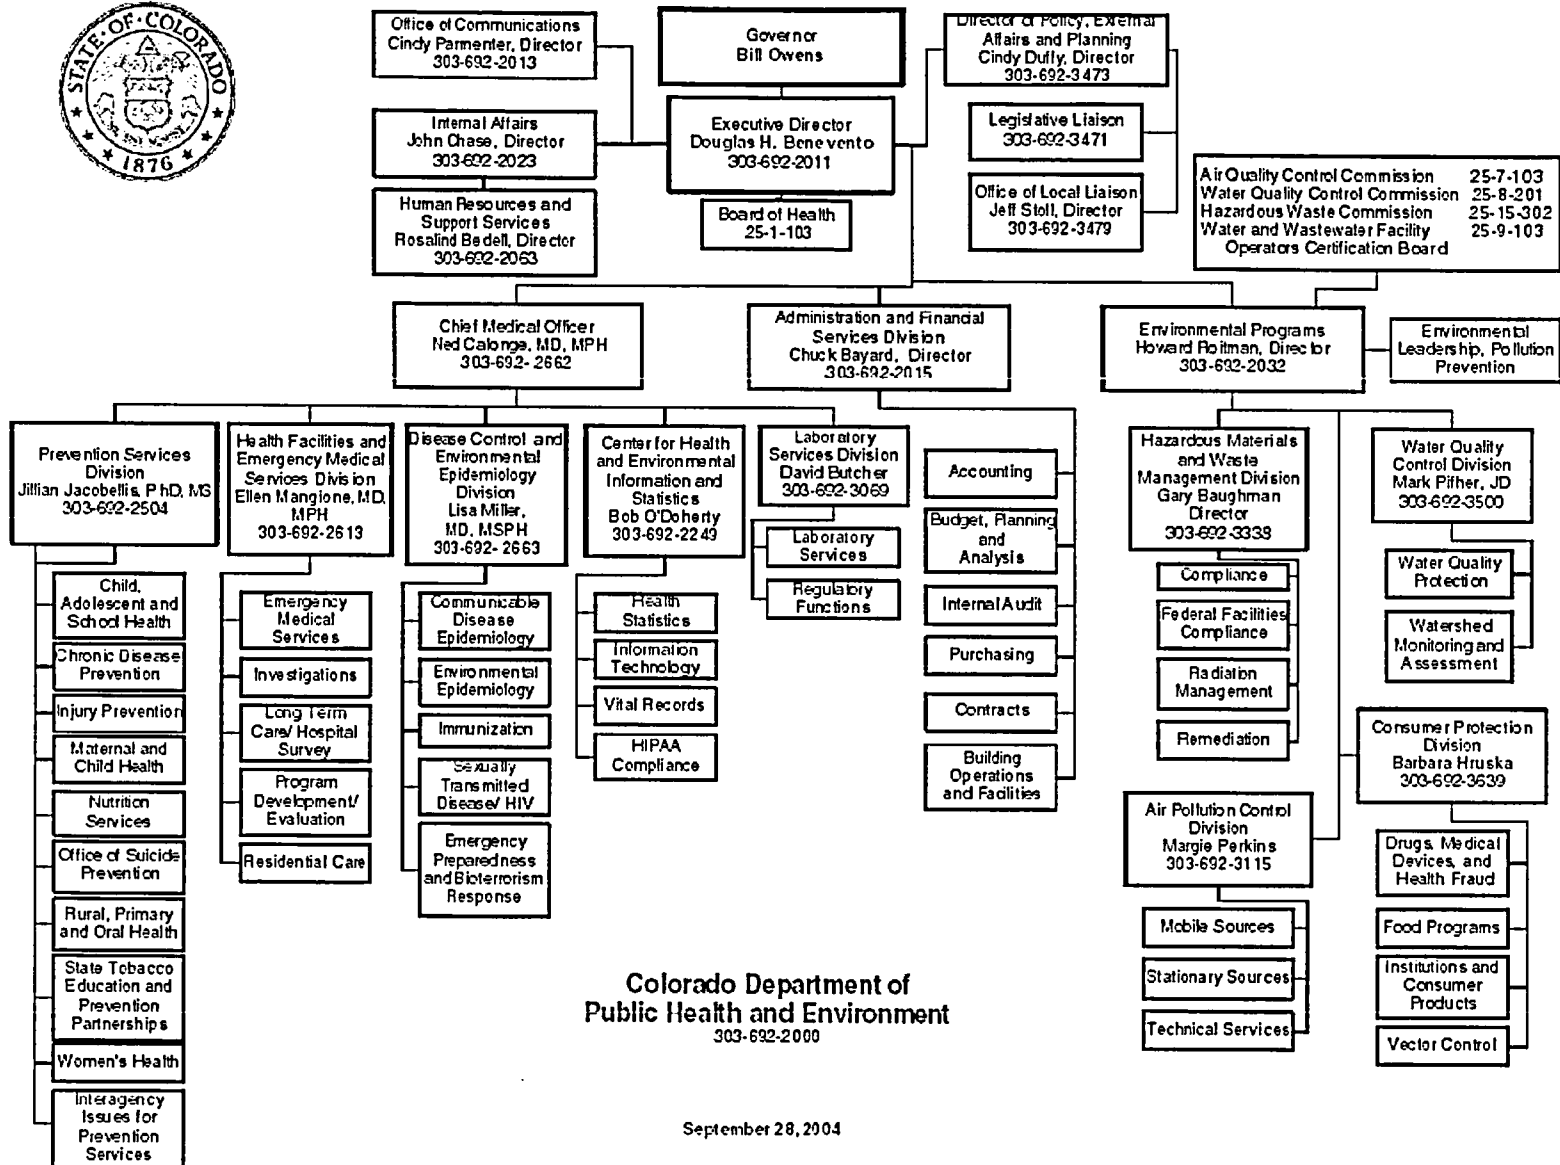 STATE·OF·COLORADO
1876
Office of Communications
Cindy Parmenter, Director
303-692-2013
Internal Affairs
John Chase, Director
303-692-2023
Human Resources and
Support Services
Rosalind Bedell, Director
303-692-2063
Governor
Bill Owens
Executive Director
Douglas H. Benevento
303-692-2011
Board of Health
25-1-103
Director of Policy, External
Affairs and Planning
Cindy Duffy, Director
303-692-3473
Legislative Liaison
303-692-3471
Office of Local Liaison
Jeff Stoll, Director
303-692-3479
Air Quality Control Commission 25-7-103
Water Quality Control Commission 25-8-201
Hazardous Waste Commission 25-15-302
Water and Wastewater Facility 25-9-103
Operators Certification Board
Chief Medical Officer
Ned Calonge, MD, MPH
303-692- 2662
Administration and Financial
Services Division
Chuck Bayard, Director
303-692-2015
Environmental Programs
Howard Roitman, Director
303-692-2032
Environmental
Leadership, Pollution
Prevention
Prevention Services
Division
Jillian Jacobellis, PhD, MS
303-692-2504
Child,
Adolescent and
School Health
Chronic Disease
Prevention
Injury Prevention
Maternal and
Child Health
Nutrition
Services
Office of Suicide
Prevention
Rural, Primary
and Oral Health
State Tobacco
Education and
Prevention
Partnerships
Women's Health
Interagency
Issues for
Prevention
Services
Health Facilities and
Emergency Medical
Services Division
Ellen Mangione, MD,
MPH
303-692-2613
Emergency
Medical
Services
Investigations
Long Term
Care/ Hospital
Survey
Program
Development/
Evaluation
Residential Care
Disease Control and
Environmental
Epidemiology
Division
Lisa Miller,
MD, MSPH
303-692- 2663
Communicable
Disease
Epidemiology
Environmental
Epidemiology
Immunization
Sexually
Transmitted
Disease/ HIV
Emergency
Preparedness
and Bioterrorism
Response
Center for Health
and Environmental
Information and
Statistics
Bob O'Doherty
303-692-2249
Health
Statistics
Information
Technology
Vital Records
HIPAA
Compliance
Laboratory
Services Division
David Butcher
303-692-3069
Laboratory
Services
Regulatory
Functions
Accounting
Budget, Planning
and
Analysis
Internal Audit
Purchasing
Contracts
Building
Operations
and Facilities
Hazardous Materials
and Waste
Management Division
Gary Baughman
Director
303-692-3338
Compliance
Federal Facilities
Compliance
Radiation
Management
Remediation
Water Quality
Control Division
Mark Pifher, JD
303-692-3500
Water Quality
Protection
Watershed
Monitoring and
Assessment
Consumer Protection
Division
Barbara Hruska
303-692-3639
Drugs, Medical
Devices, and
Health Fraud
Food Programs
Institutions and
Consumer
Products
Vector Control
Air Pollution Control
Division
Margie Perkins
303-692-3115
Mobile Sources
Stationary Sources
Technical Services
Colorado Department of
Public Health and Environment
303-692-2000
September 28, 2004